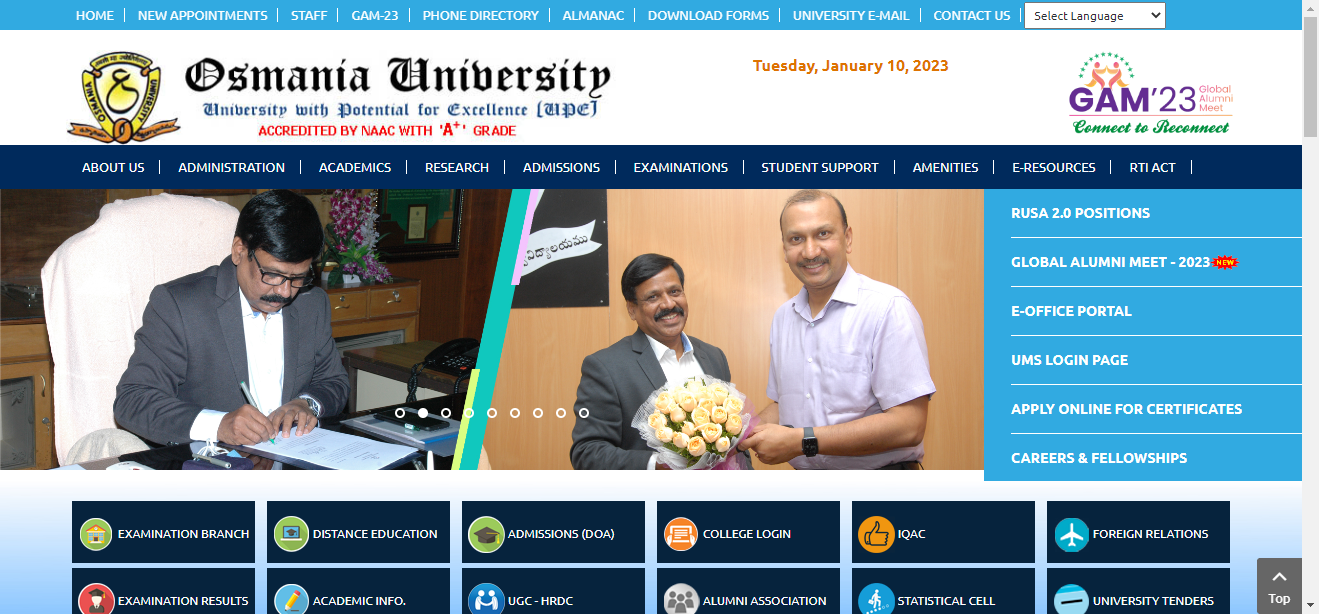 HOME NEW APPOINTMENTS STAFF GAM-23 PHONE DIRECTORY ALMANAC DOWNLOAD FORMS UNIVERSITY E-MAIL CONTACT US Select Language
Osmania University
University with Potential for Excellence [UPE]
ACCREDITED BY NAAC WITH 'A+' GRADE
OSMANIA UNIVERSITY
Tuesday, January 10, 2023
GAM'23 Global Alumni Meet
Connect to Reconnect
ABOUT US ADMINISTRATION ACADEMICS RESEARCH ADMISSIONS EXAMINATIONS STUDENT SUPPORT AMENITIES E-RESOURCES RTI ACT
RUSA 2.0 POSITIONS
GLOBAL ALUMNI MEET - 2023 NEW
E-OFFICE PORTAL
UMS LOGIN PAGE
APPLY ONLINE FOR CERTIFICATES
CAREERS & FELLOWSHIPS
EXAMINATION BRANCH DISTANCE EDUCATION ADMISSIONS (DOA) COLLEGE LOGIN IQAC FOREIGN RELATIONS
EXAMINATION RESULTS ACADEMIC INFO. UGC - HRDC ALUMNI ASSOCIATION STATISTICAL CELL UNIVERSITY TENDERS
Top